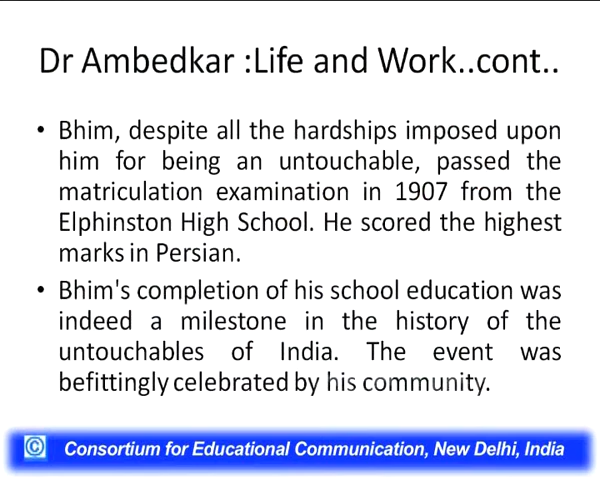 Dr Ambedkar :Life and Work..cont..
• Bhim, despite all the hardships imposed upon
him for being an untouchable, passed the
matriculation examination in 1907 from the
Elphinston High School. He scored the highest
marks in Persian.
• Bhim's completion of his school education was
indeed a milestone in the history of the
untouchables of India. The event was
befittingly celebrated by his community.
© Consortium for Educational Communication, New Delhi, India